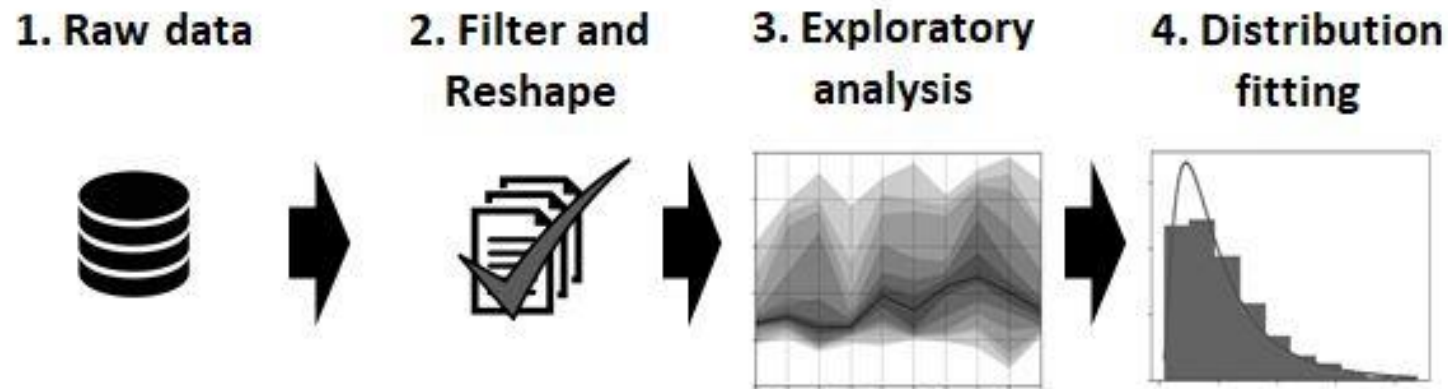 1. Raw data
2. Filter and
Reshape
3. Exploratory
analysis
4. Distribution
fitting